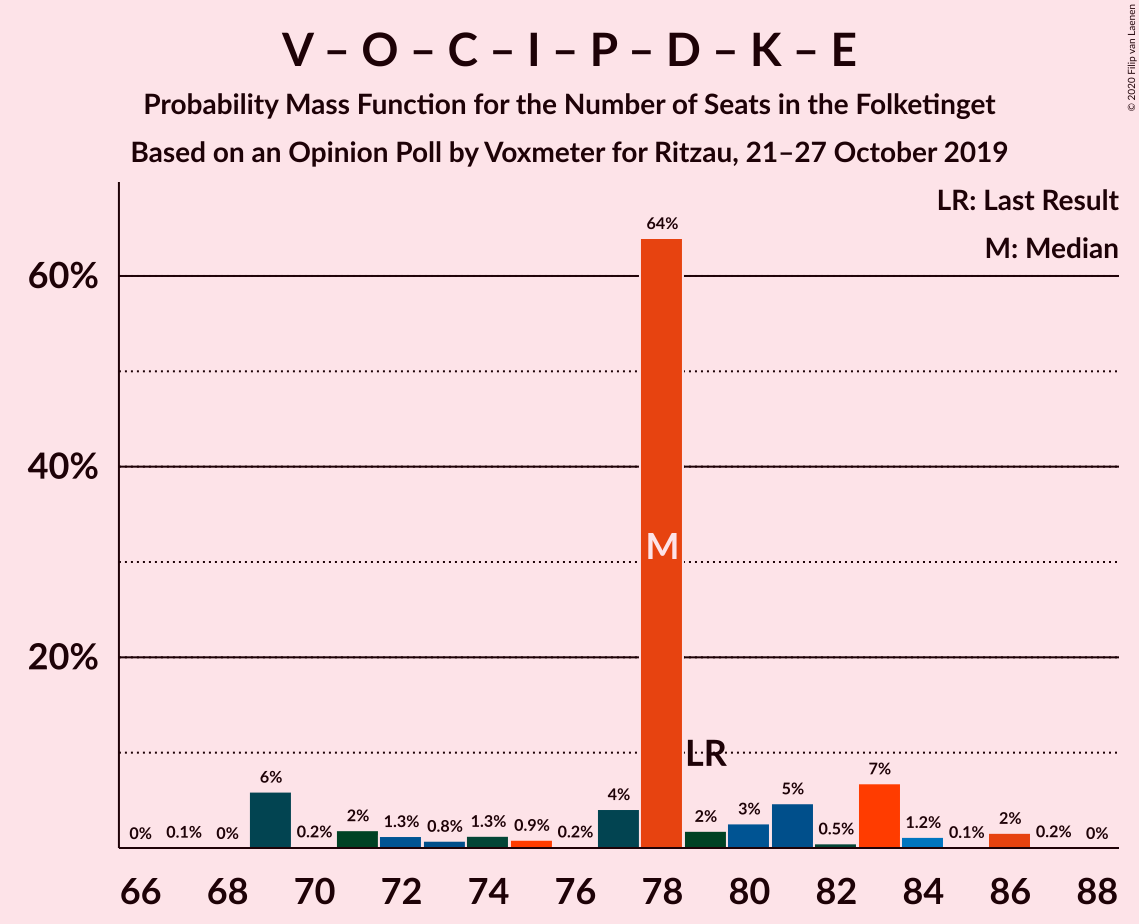 V – O – C – I – P – D – K – E
Probability Mass Function for the Number of Seats in the Folketinget
Based on an Opinion Poll by Voxmeter for Ritzau, 21–27 October 2019
© 2020 Filip van Laenen
LR: Last Result
M: Median
60%
40%
20%
0%
0.1%
0%
6%
0.2%
2%
1.3%
0.8%
1.3%
0.9%
0.2%
4%
64%
M
LR
2%
3%
5%
0.5%
7%
1.2%
0.1%
2%
0.2%
0%
66 68 70 72 74 76 78 80 82 84 86 88